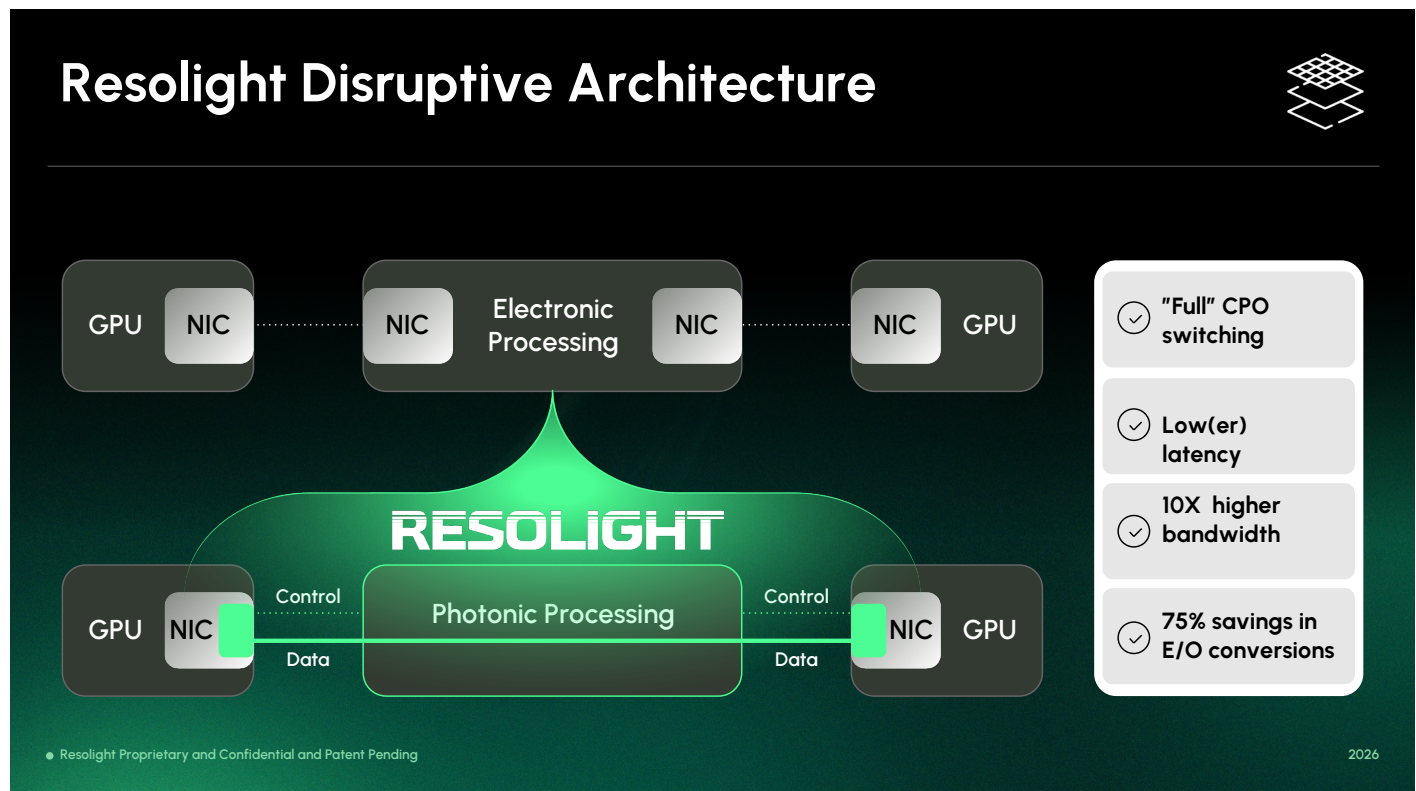 Resolight Disruptive Architecture
GPU
NIC
NIC
Electronic
Processing
NIC
NIC
GPU
RESOLIGHT
GPU
NIC
Control
Data
Photonic Processing
Control
Data
NIC
GPU
"Full" CPO
switching
Low(er)
latency
10X  higher
bandwidth
75% savings in
E/O conversions
Resolight Proprietary and Confidential and Patent Pending
2026